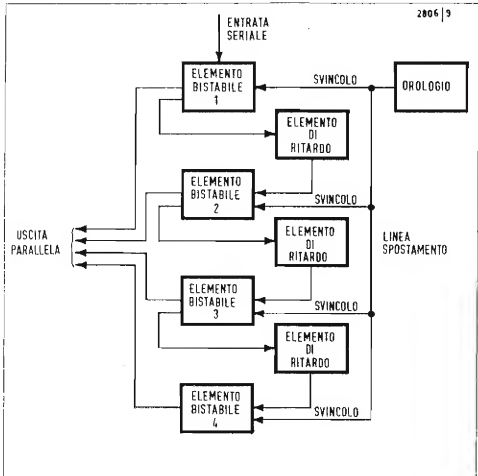 2806|9
ENTRATA
SERIALE
ELEMENTO
BISTABILE
1
SVINCOLO
OROLOGIO
ELEMENTO
DI
RITARDO
ELEMENTO
BISTABILE
2
SVINCOLO
USCITÀ
PARALLELA
ELEMENTO
DI
RITARDO
LINEA
SPOSTAMENTO
ELEMENTO
BISTABILE
3
SVINCOLO
ELEMENTO
DI
RITARDO
ELEMENTO
BISTABILE
4
SVINCOLO